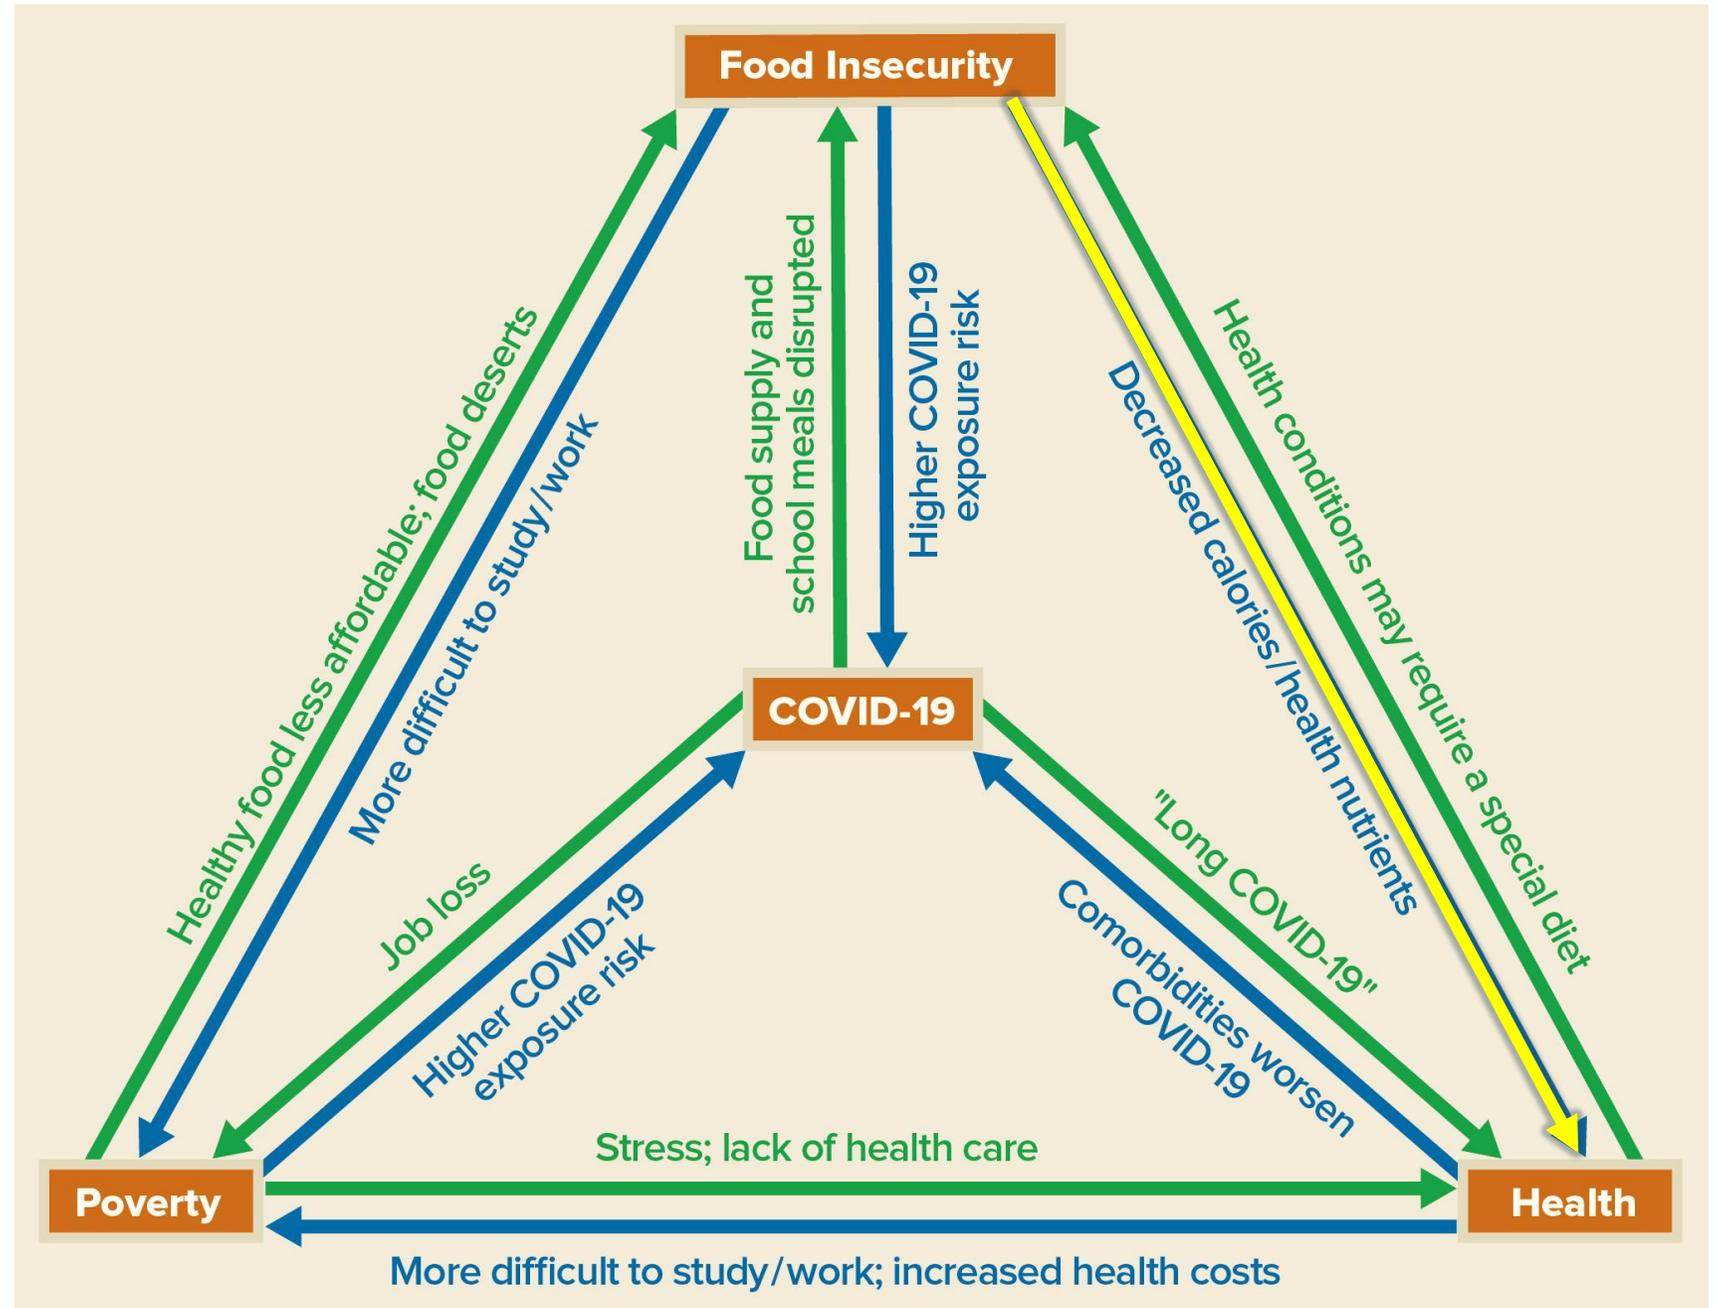 Food Insecurity
Healthy food less affordable; food deserts
More difficult to study/work
Food supply and
school meals disrupted
Higher COVID-19
exposure risk
Decreased calories/health nutrients
Health conditions may require a special diet
COVID-19
Job loss
Higher COVID-19
exposure risk
"Long COVID-19"
Comorbidities worsen
COVID-19
Stress; lack of health care
Poverty
Health
More difficult to study/work; increased health costs